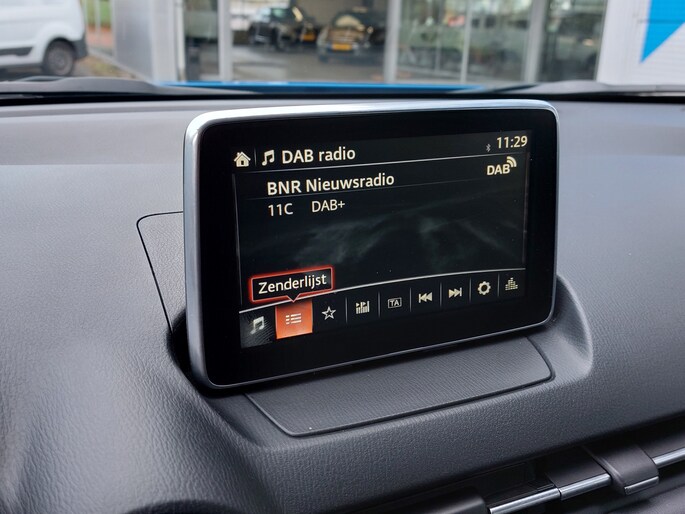 DAB radio
11:29
DAB
BNR Nieuwsradio
11C DAB+
Zenderlijst
TA